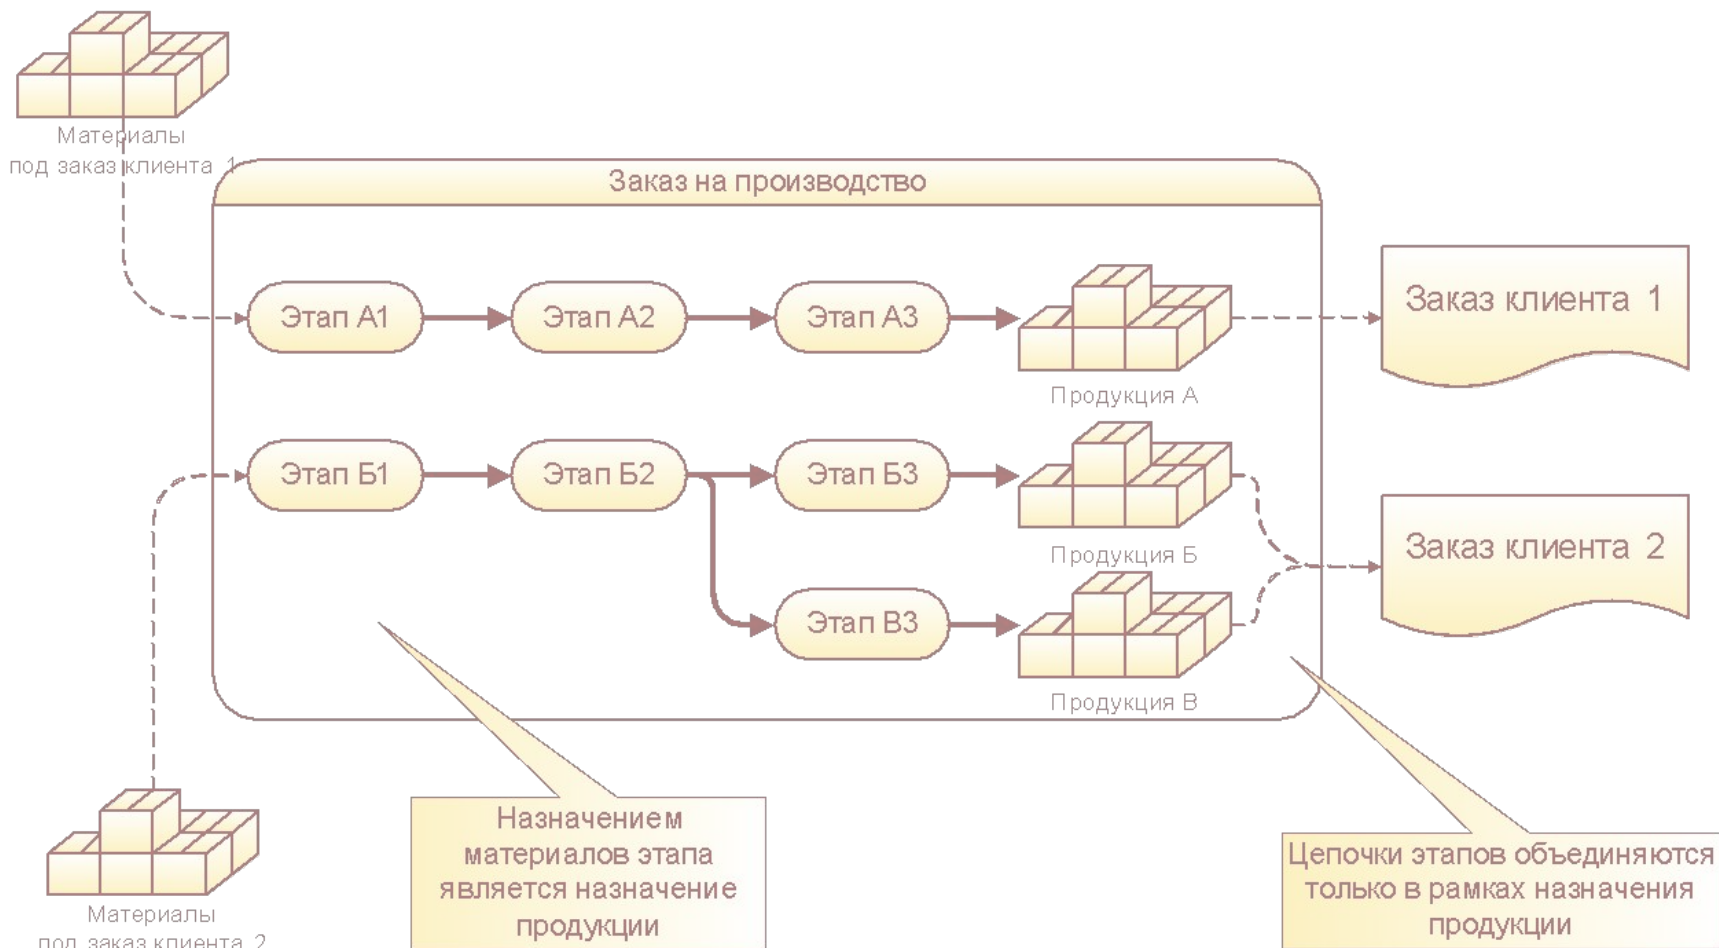 Материалы
под заказ клиента 1
Заказ на производство
Этап А1
Этап А2
Этап А3
Продукция А
Заказ клиента 1
Этап Б1
Этап Б2
Этап Б3
Продукция Б
Заказ клиента 2
Этап В3
Продукция В
Назначением
материалов этапа
является назначение
продукции
Цепочки этапов объединяются
только в рамках назначения
продукции
Материалы
под заказ клиента 2